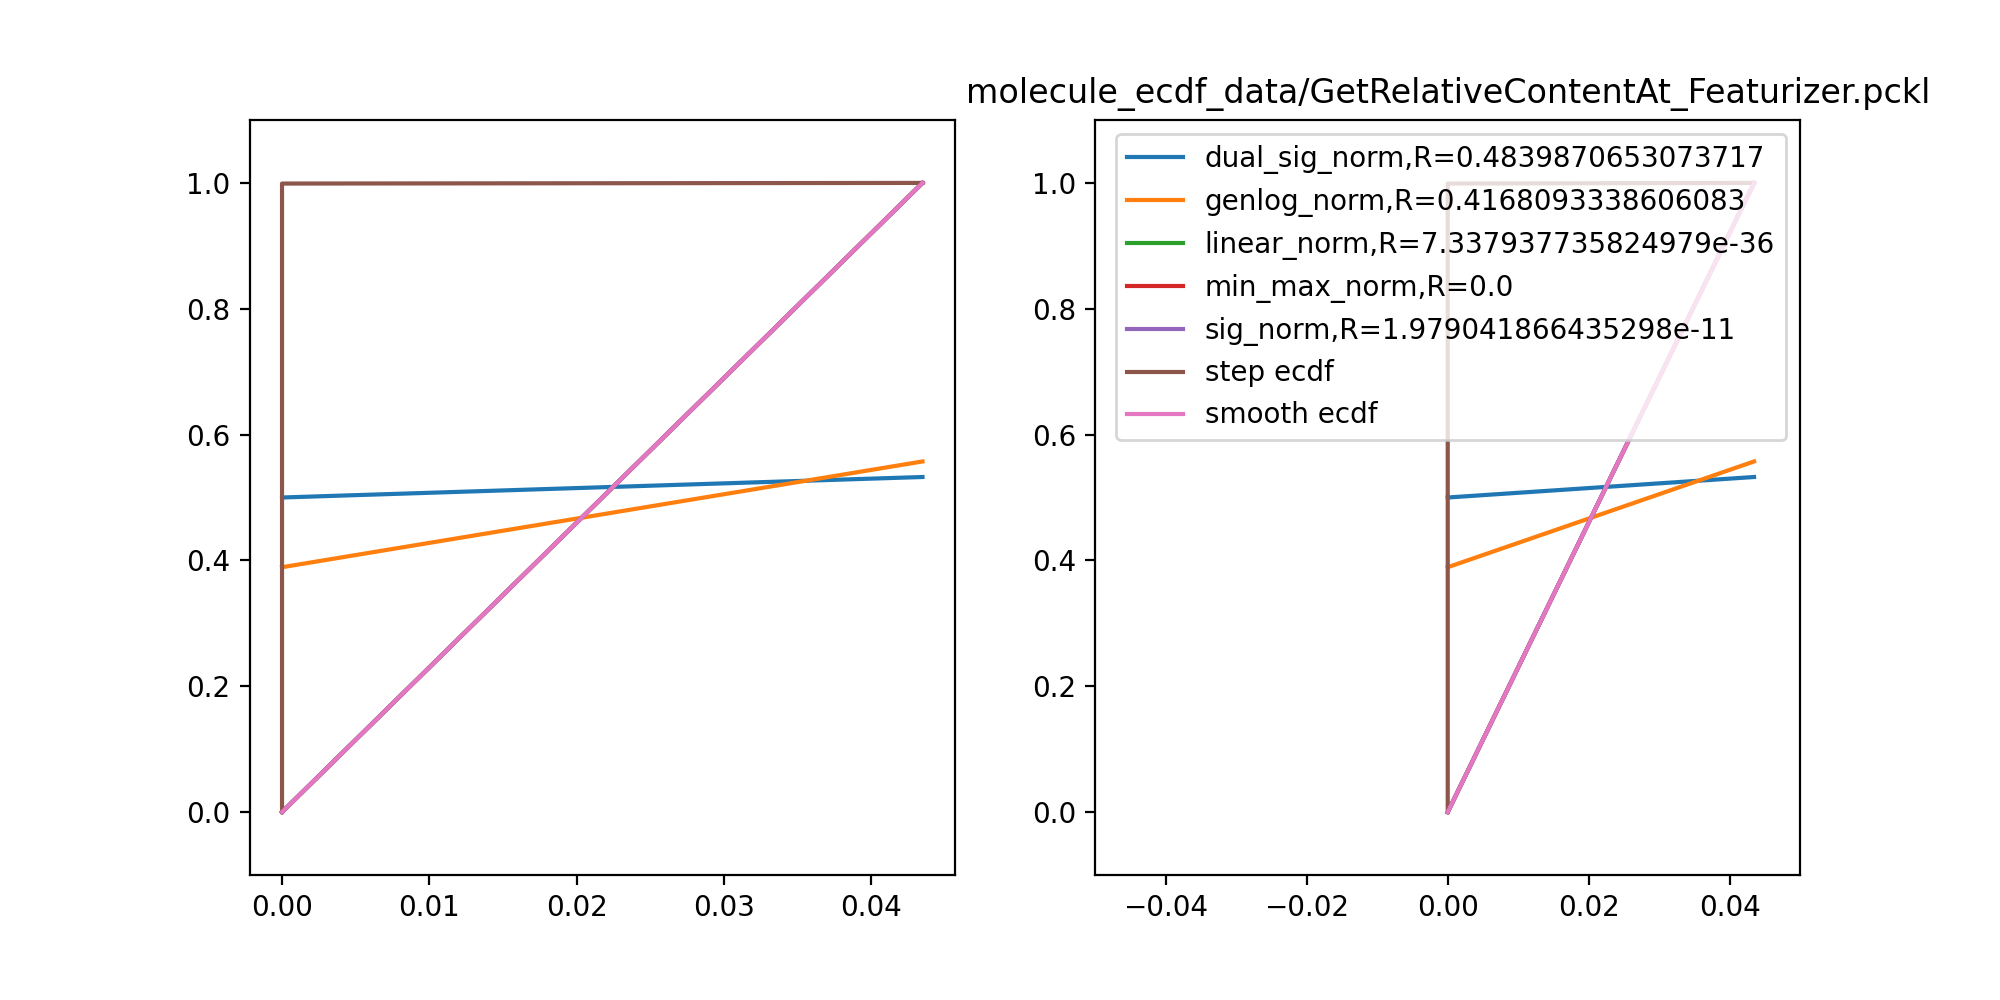 molecule_ecdf_data/GetRelativeContentAt_Featurizer.pckl
1.0
0.8
0.6
0.4
0.2
0.0
0.00 0.01 0.02 0.03 0.04
dual_sig_norm,R=0.4839870653073717
genlog_norm,R=0.4168093338606083
linear_norm,R=7.337937735824979e-36
min_max_norm,R=0.0
sig_norm,R=1.979041866435298e-11
step ecdf
smooth ecdf
1.0
0.8
0.6
0.4
0.2
0.0
−0.04 −0.02 0.00 0.02 0.04